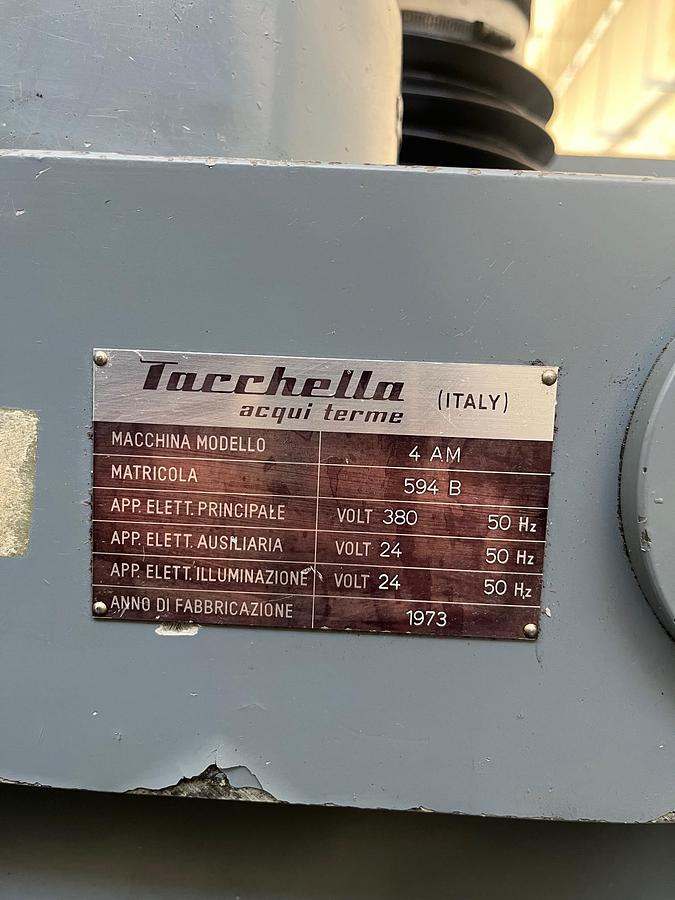 Tacchella (ITALY)
acqui terme
MACCHINA MODELLO 4 AM
MATRICOLA 594 B
APP. ELETT. PRINCIPALE VOLT 380 50 Hz
APP. ELETT. AUSILIARIA VOLT 24 50 Hz
APP. ELETT. ILLUMINAZIONE VOLT 24 50 Hz
ANNO DI FABBRICAZIONE 1973